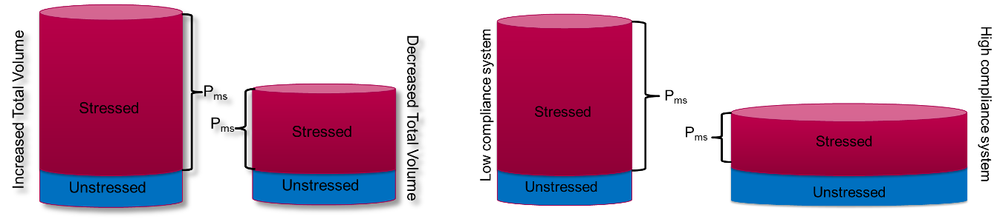 Increased Total Volume
Stressed
Unstressed
Pms
Pms
Stressed
Unstressed
Decreased Total Volume
Low compliance system
Stressed
Unstressed
Pms
Pms
Stressed
Unstressed
High compliance system